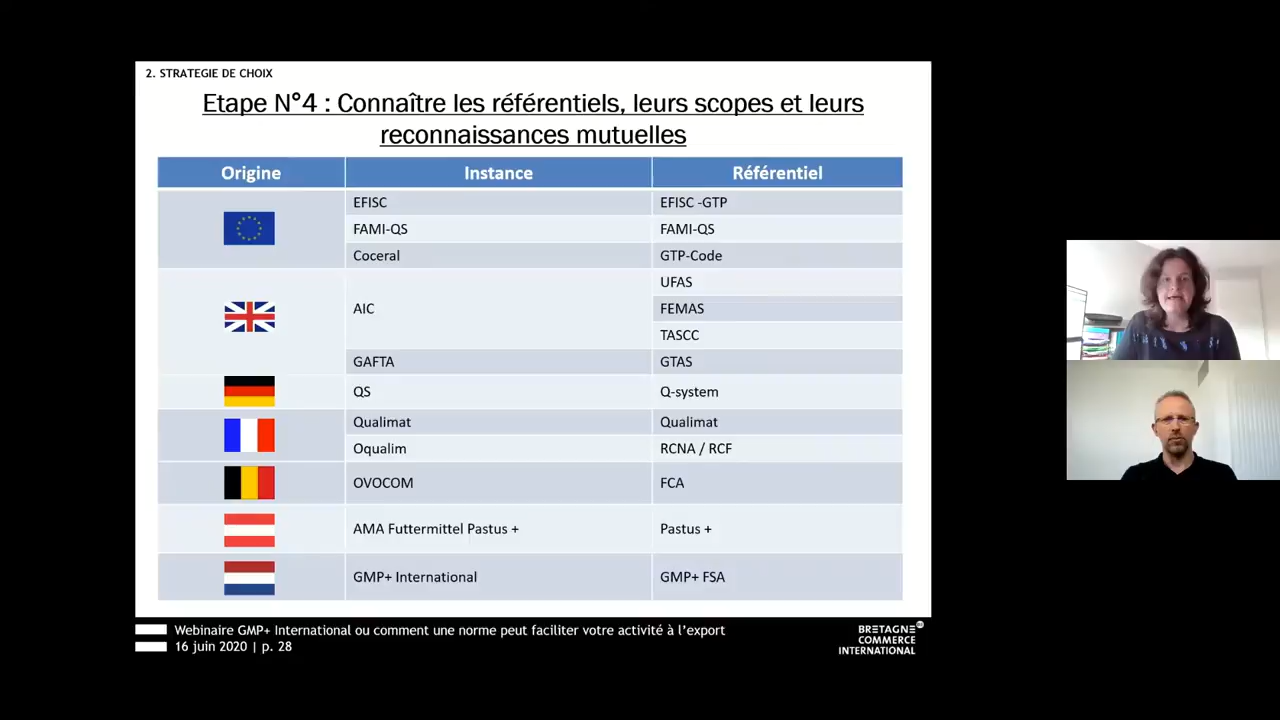 2. STRATEGIE DE CHOIX
Etape N°4 : Connaître les référentiels, leurs scopes et leurs
reconnaissances mutuelles
Origine Instance Référentiel
EFISC EFISC -GTP
FAMI-QS FAMI-QS
Coceral GTP-Code
UFAS
AIC FEMAS
TASCC
GAFTA GTAS
QS Q-system
Qualimat Qualimat
Oqualim RCNA / RCF
OVOCOM FCA
AMA Futtermittel Pastus + Pastus +
GMP+ International GMP+ FSA
Webinaire GMP+ International ou comment une norme peut faciliter votre activité à l’export
16 juin 2020 | p. 28
BRETAGNE
COMMERCE
INTERNATIONAL